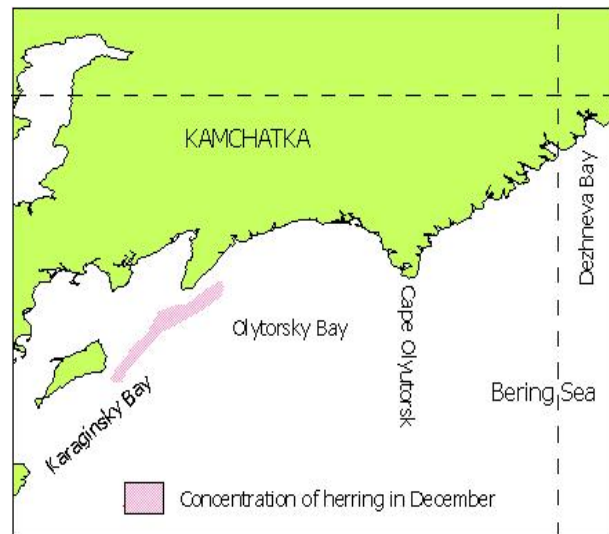 KAMCHATKA
Dezhneva Bay
Olytorsky Bay
Cape Olyutorsk
Bering Sea
Karaginsky Bay
Concentration of herring in December